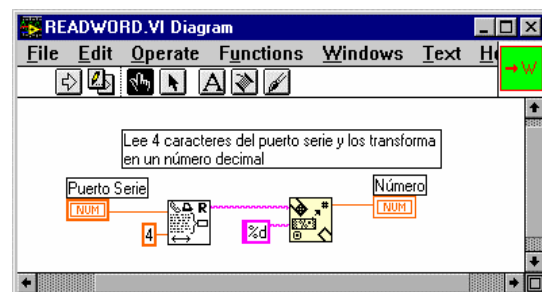 READWORD.VI Diagram
File Edit Operate Functions Windows Text
→W
A
Lee 4 caracteres del puerto serie y los transforma
en un número decimal
Puerto Serie
Número
NUM
R
#
NUM
4
%d